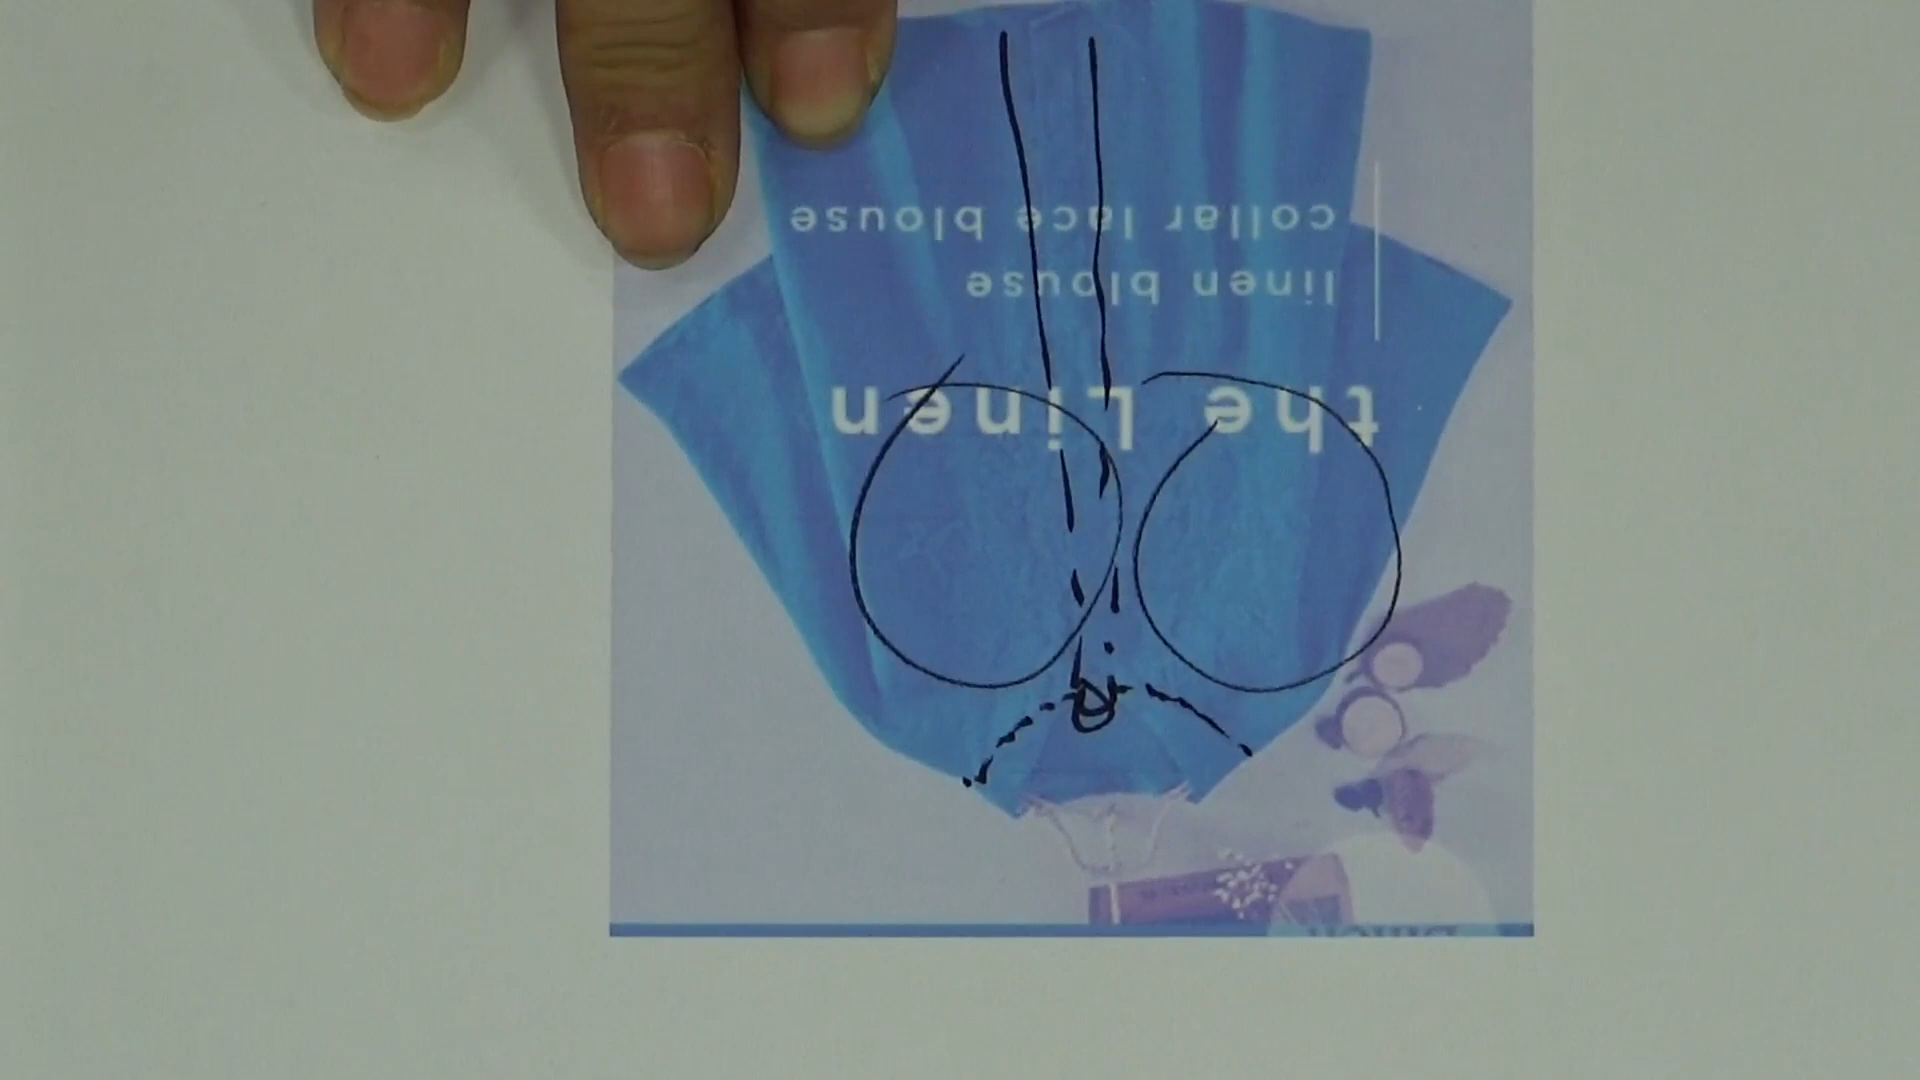 the Linen
linen blouse
collar lace blouse